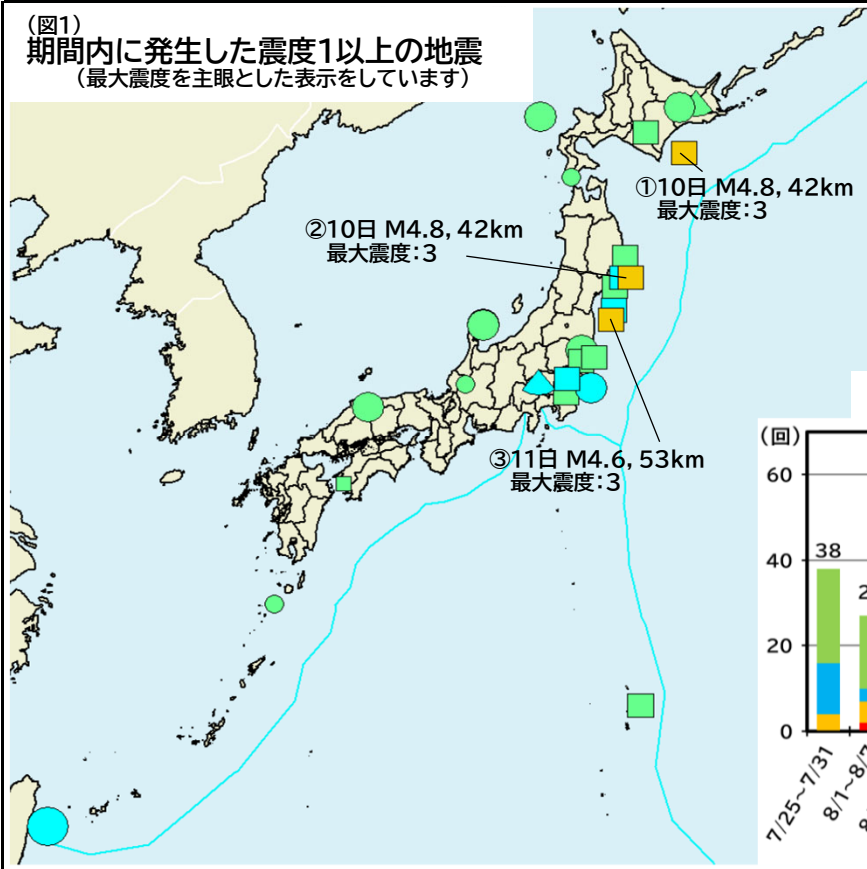 (図1)
期間内に発生した震度1以上の地震
(最大震度を主眼とした表示をしています)
①10日 M4.8, 42km
最大震度:3
②10日 M4.8, 42km
最大震度:3
③11日 M4.6, 53km
最大震度:3
(回)
60
40
38
20
0
7/25~7/31